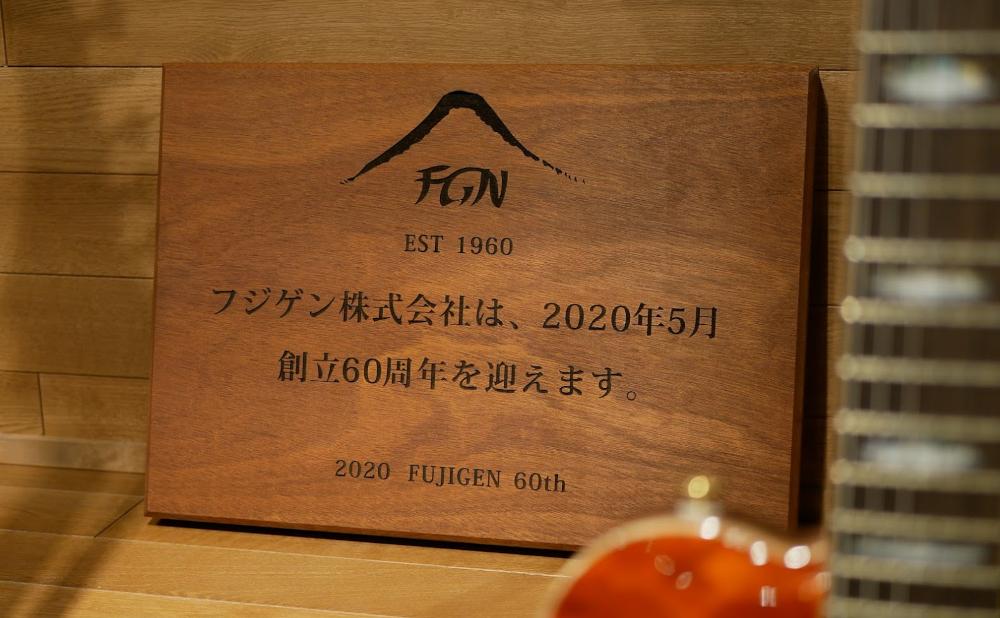 FGN
EST 1960
フジゲン株式会社は、2020年5月
創立60周年を迎えます。
2020 FUJIGEN 60th